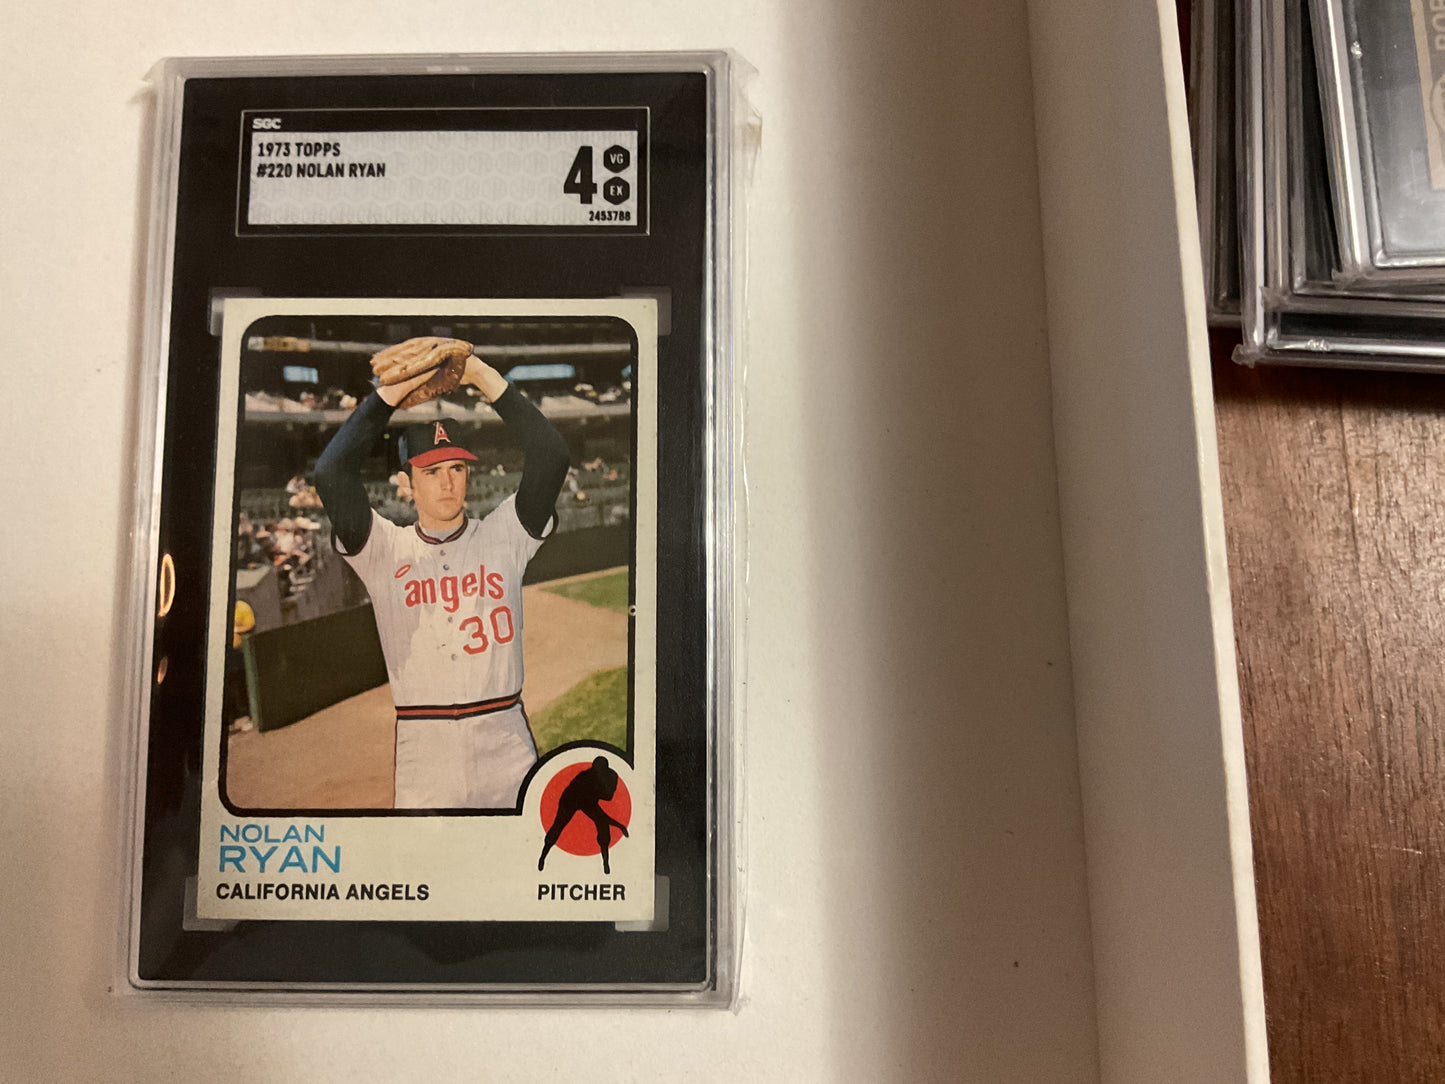 SGC
1973 TOPPS
#220 NOLAN RYAN
4
VG
EX
2453788
A
angels
30
NOLAN
RYAN
CALIFORNIA ANGELS
PITCHER